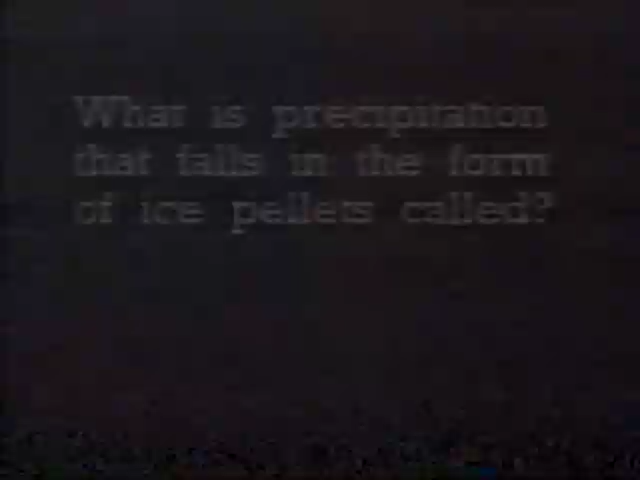 What is precipitation
that falls in the form
of ice pellets called?